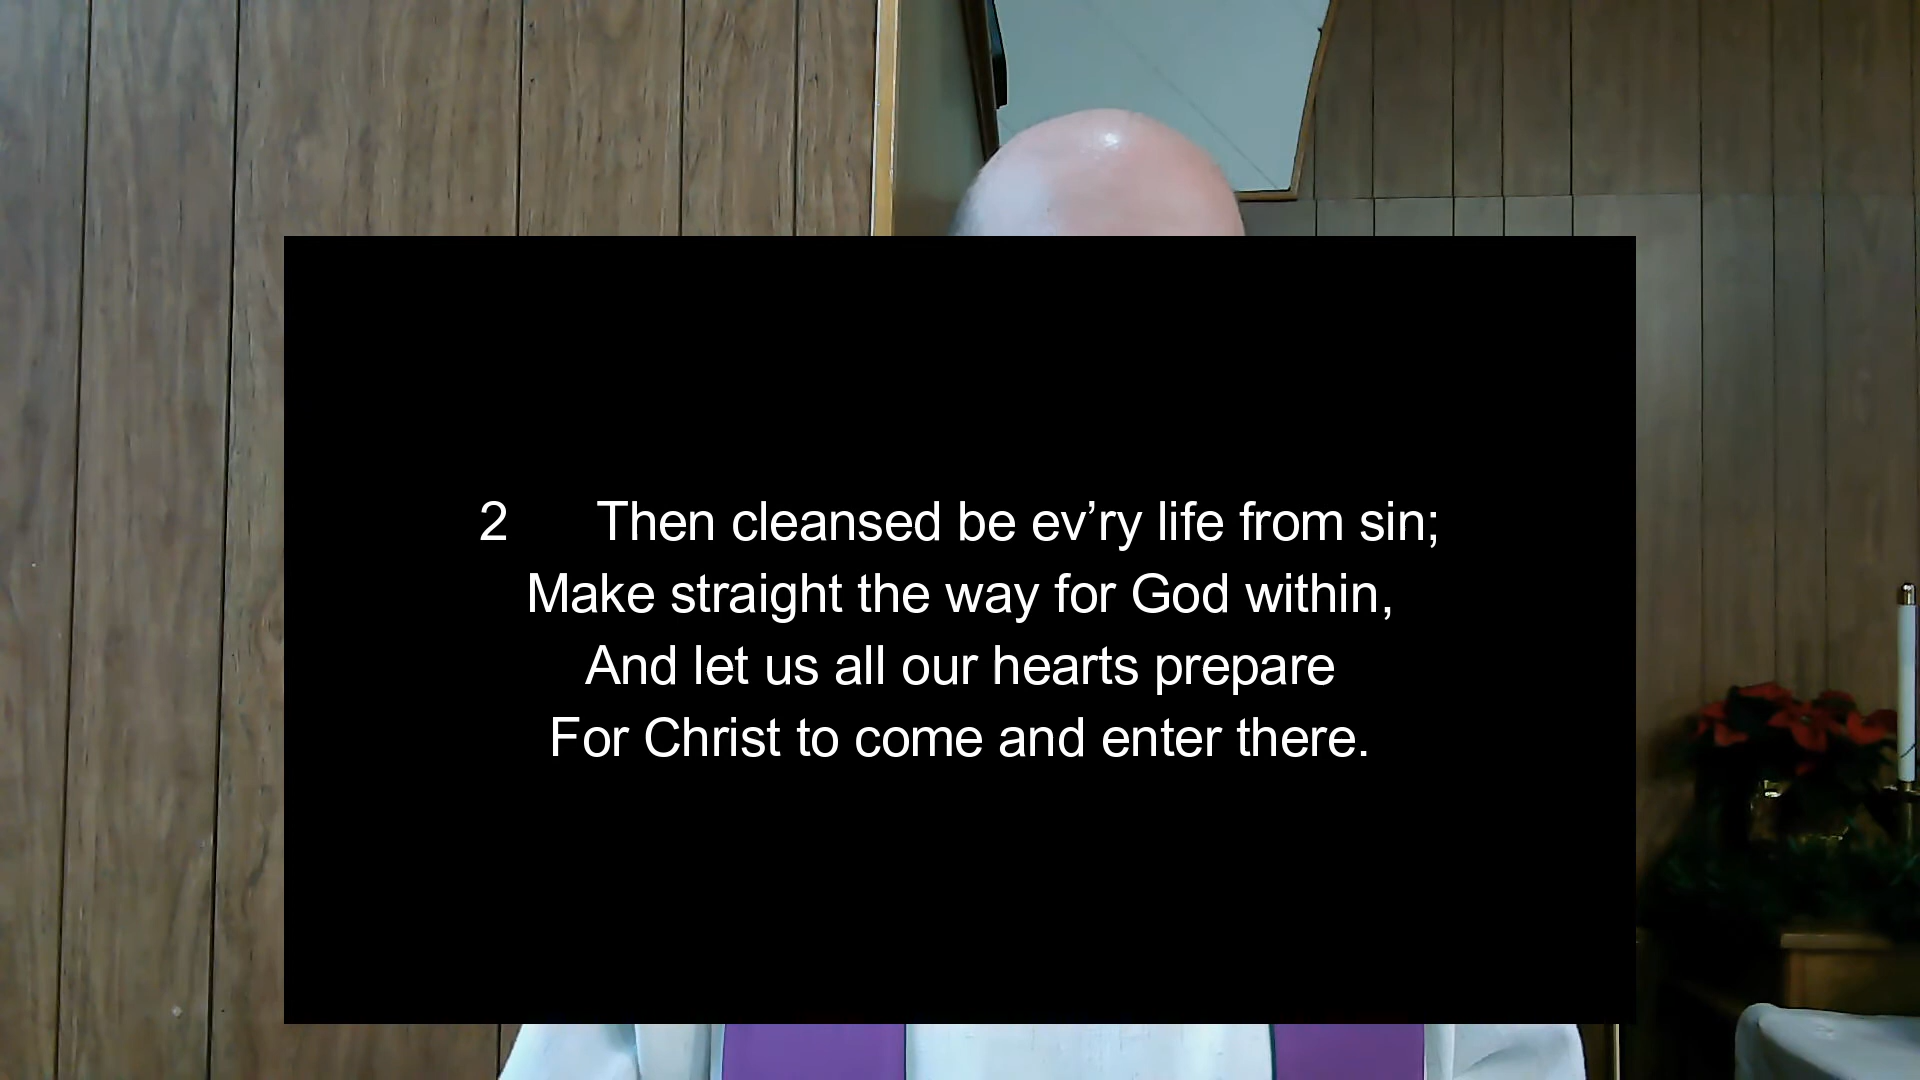 2 Then cleansed be ev’ry life from sin;
Make straight the way for God within,
And let us all our hearts prepare
For Christ to come and enter there.